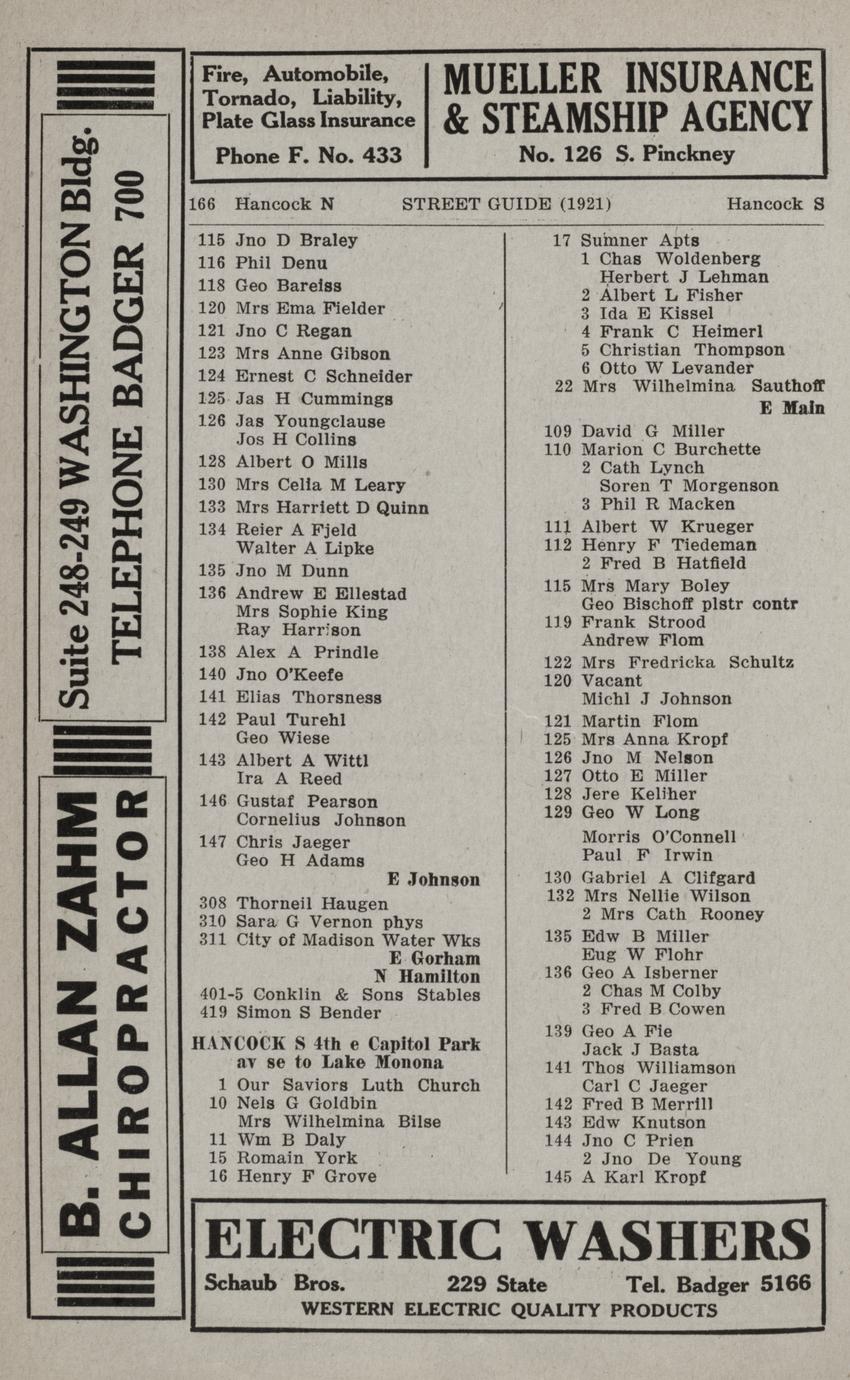 Suite 248-249 WASHINGTON Bldg.
TELEPHONE BADGER 700
B. ALLAN ZAHM
CHIROPRACTOR
Fire, Automobile,
Tornado, Liability,
Plate Glass Insurance
Phone F. No. 433
MUELLER INSURANCE
& STEAMSHIP AGENCY
No. 126 S. Pinckney
166 Hancock N STREET GUIDE (1921) Hancock S
115 Jno D Braley
116 Phil Denu
118 Geo Bareiss
120 Mrs Ema Fielder
121 Jno C Regan
123 Mrs Anne Gibson
124 Ernest C Schneider
125 Jas H Cummings
126 Jas Youngclause
Jos H Collins
128 Albert O Mills
130 Mrs Celia M Leary
133 Mrs Harriett D Quinn
134 Reier A Fjeld
Walter A Lipke
135 Jno M Dunn
136 Andrew E Ellestad
Mrs Sophie King
Ray Harrison
138 Alex A Prindle
140 Jno O'Keefe
141 Elias Thorsness
142 Paul Turehl
Geo Wiese
143 Albert A Wittl
Ira A Reed
146 Gustaf Pearson
Cornelius Johnson
147 Chris Jaeger
Geo H Adams
E Johnson
308 Thorneil Haugen
310 Sara G Vernon phys
311 City of Madison Water Wks
E Gorham
N Hamilton
401-5 Conklin & Sons Stables
419 Simon S Bender
HANCOCK S 4th e Capitol Park
av se to Lake Monona
1 Our Saviors Luth Church
10 Nels G Goldbin
Mrs Wilhelmina Bilse
11 Wm B Daly
15 Romain York
16 Henry F Grove
17 Sumner Apts
1 Chas Woldenberg
Herbert J Lehman
2 Albert L Fisher
3 Ida E Kissel
4 Frank C Heimerl
5 Christian Thompson
6 Otto W Levander
22 Mrs Wilhelmina Sauthoff
E Main
109 David G Miller
110 Marion C Burchette
2 Cath Lynch
Soren T Morgenson
3 Phil R Macken
111 Albert W Krueger
112 Henry F Tiedeman
2 Fred B Hatfield
115 Mrs Mary Boley
Geo Bischoff plstr contr
119 Frank Strood
Andrew Flom
122 Mrs Fredricka Schultz
120 Vacant
Michl J Johnson
121 Martin Flom
125 Mrs Anna Kropf
126 Jno M Nelson
127 Otto E Miller
128 Jere Keliher
129 Geo W Long
Morris O'Connell
Paul F Irwin
130 Gabriel A Clifgard
132 Mrs Nellie Wilson
2 Mrs Cath Rooney
135 Edw B Miller
Eug W Flohr
136 Geo A Isberner
2 Chas M Colby
3 Fred B Cowen
139 Geo A Fie
Jack J Basta
141 Thos Williamson
Carl C Jaeger
142 Fred B Merrill
143 Edw Knutson
144 Jno C Prien
2 Jno De Young
145 A Karl Kropf
ELECTRIC WASHERS
Schaub Bros. 229 State Tel. Badger 5166
WESTERN ELECTRIC QUALITY PRODUCTS